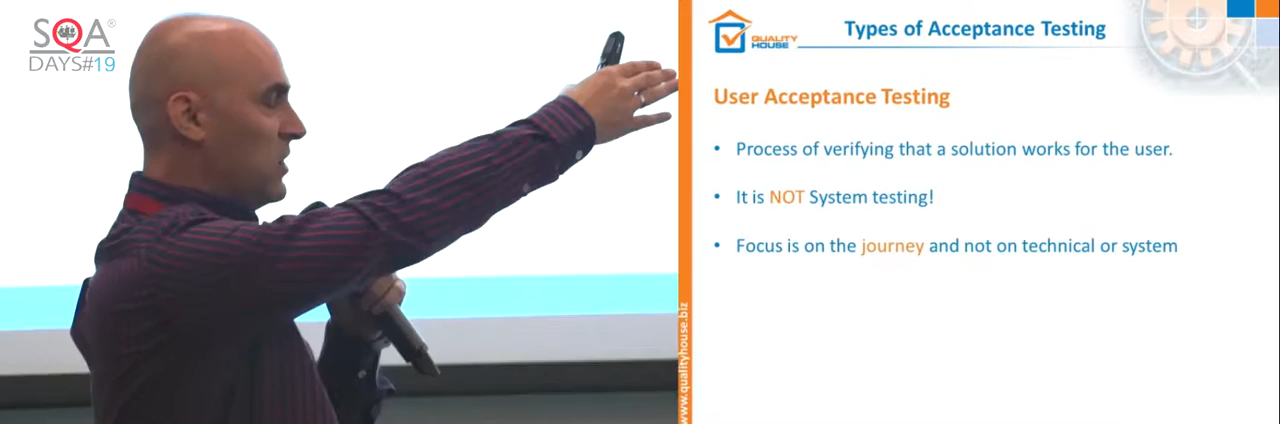 SQA®
DAYS#19
QUALITY
HOUSE
Types of Acceptance Testing
User Acceptance Testing
• Process of verifying that a solution works for the user.
• It is NOT System testing!
• Focus is on the journey and not on technical or system
www.qualityhouse.biz